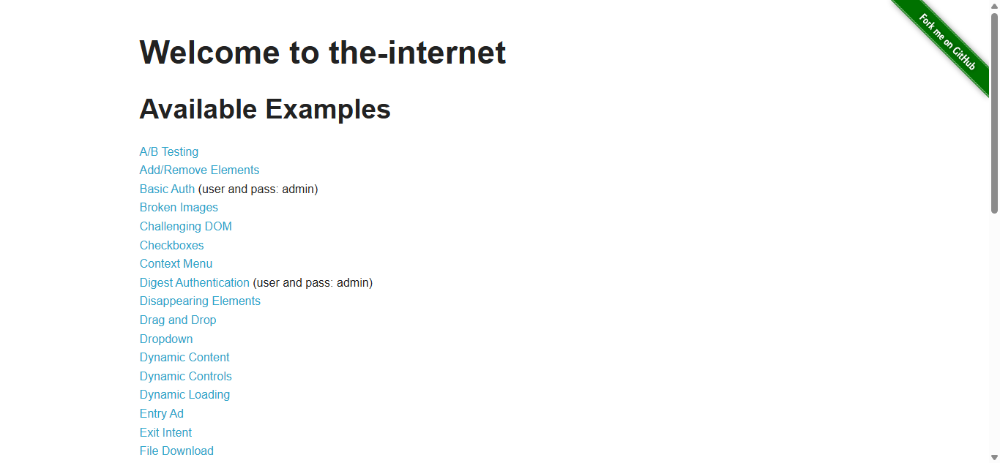 Welcome to the-internet
Fork me on GitHub
Available Examples
A/B Testing
Add/Remove Elements
Basic Auth (user and pass: admin)
Broken Images
Challenging DOM
Checkboxes
Context Menu
Digest Authentication (user and pass: admin)
Disappearing Elements
Drag and Drop
Dropdown
Dynamic Content
Dynamic Controls
Dynamic Loading
Entry Ad
Exit Intent
File Download